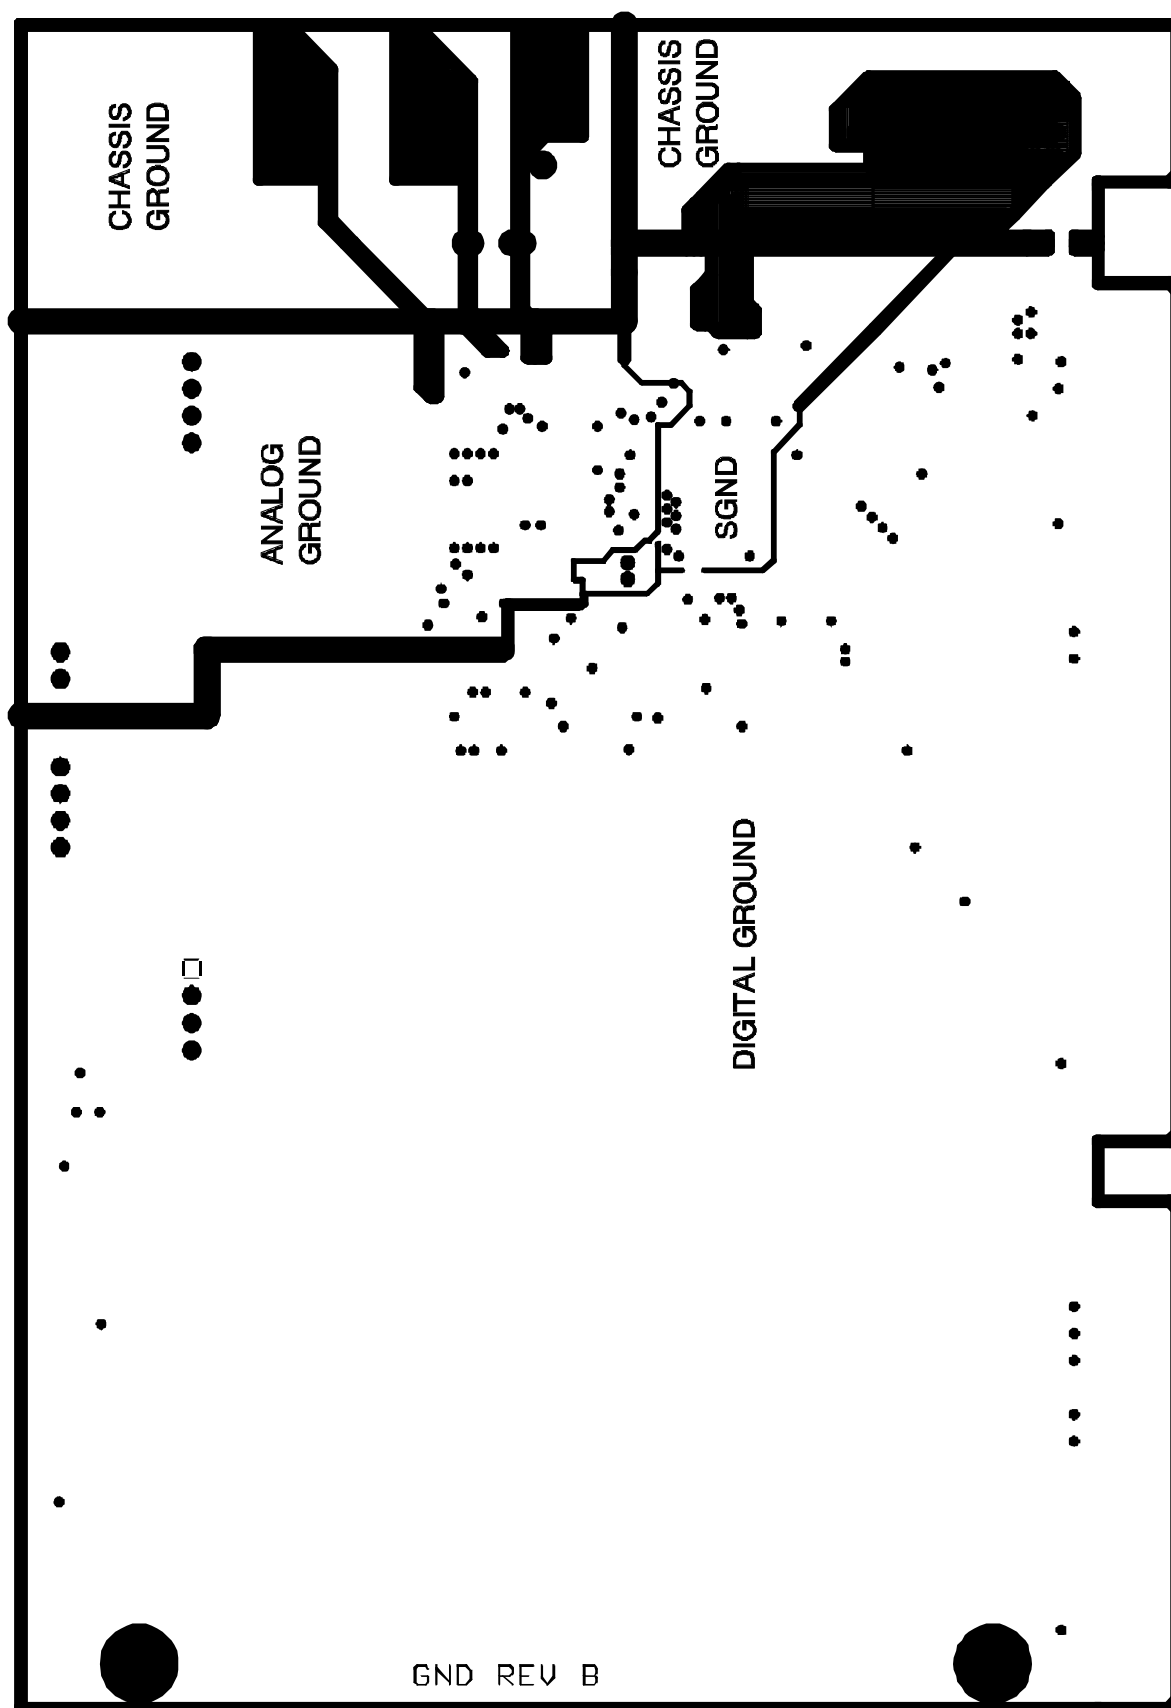 CHASSIS
GROUND
CHASSIS
GROUND
ANALOG
GROUND
SGND
DIGITAL GROUND
GND REV B